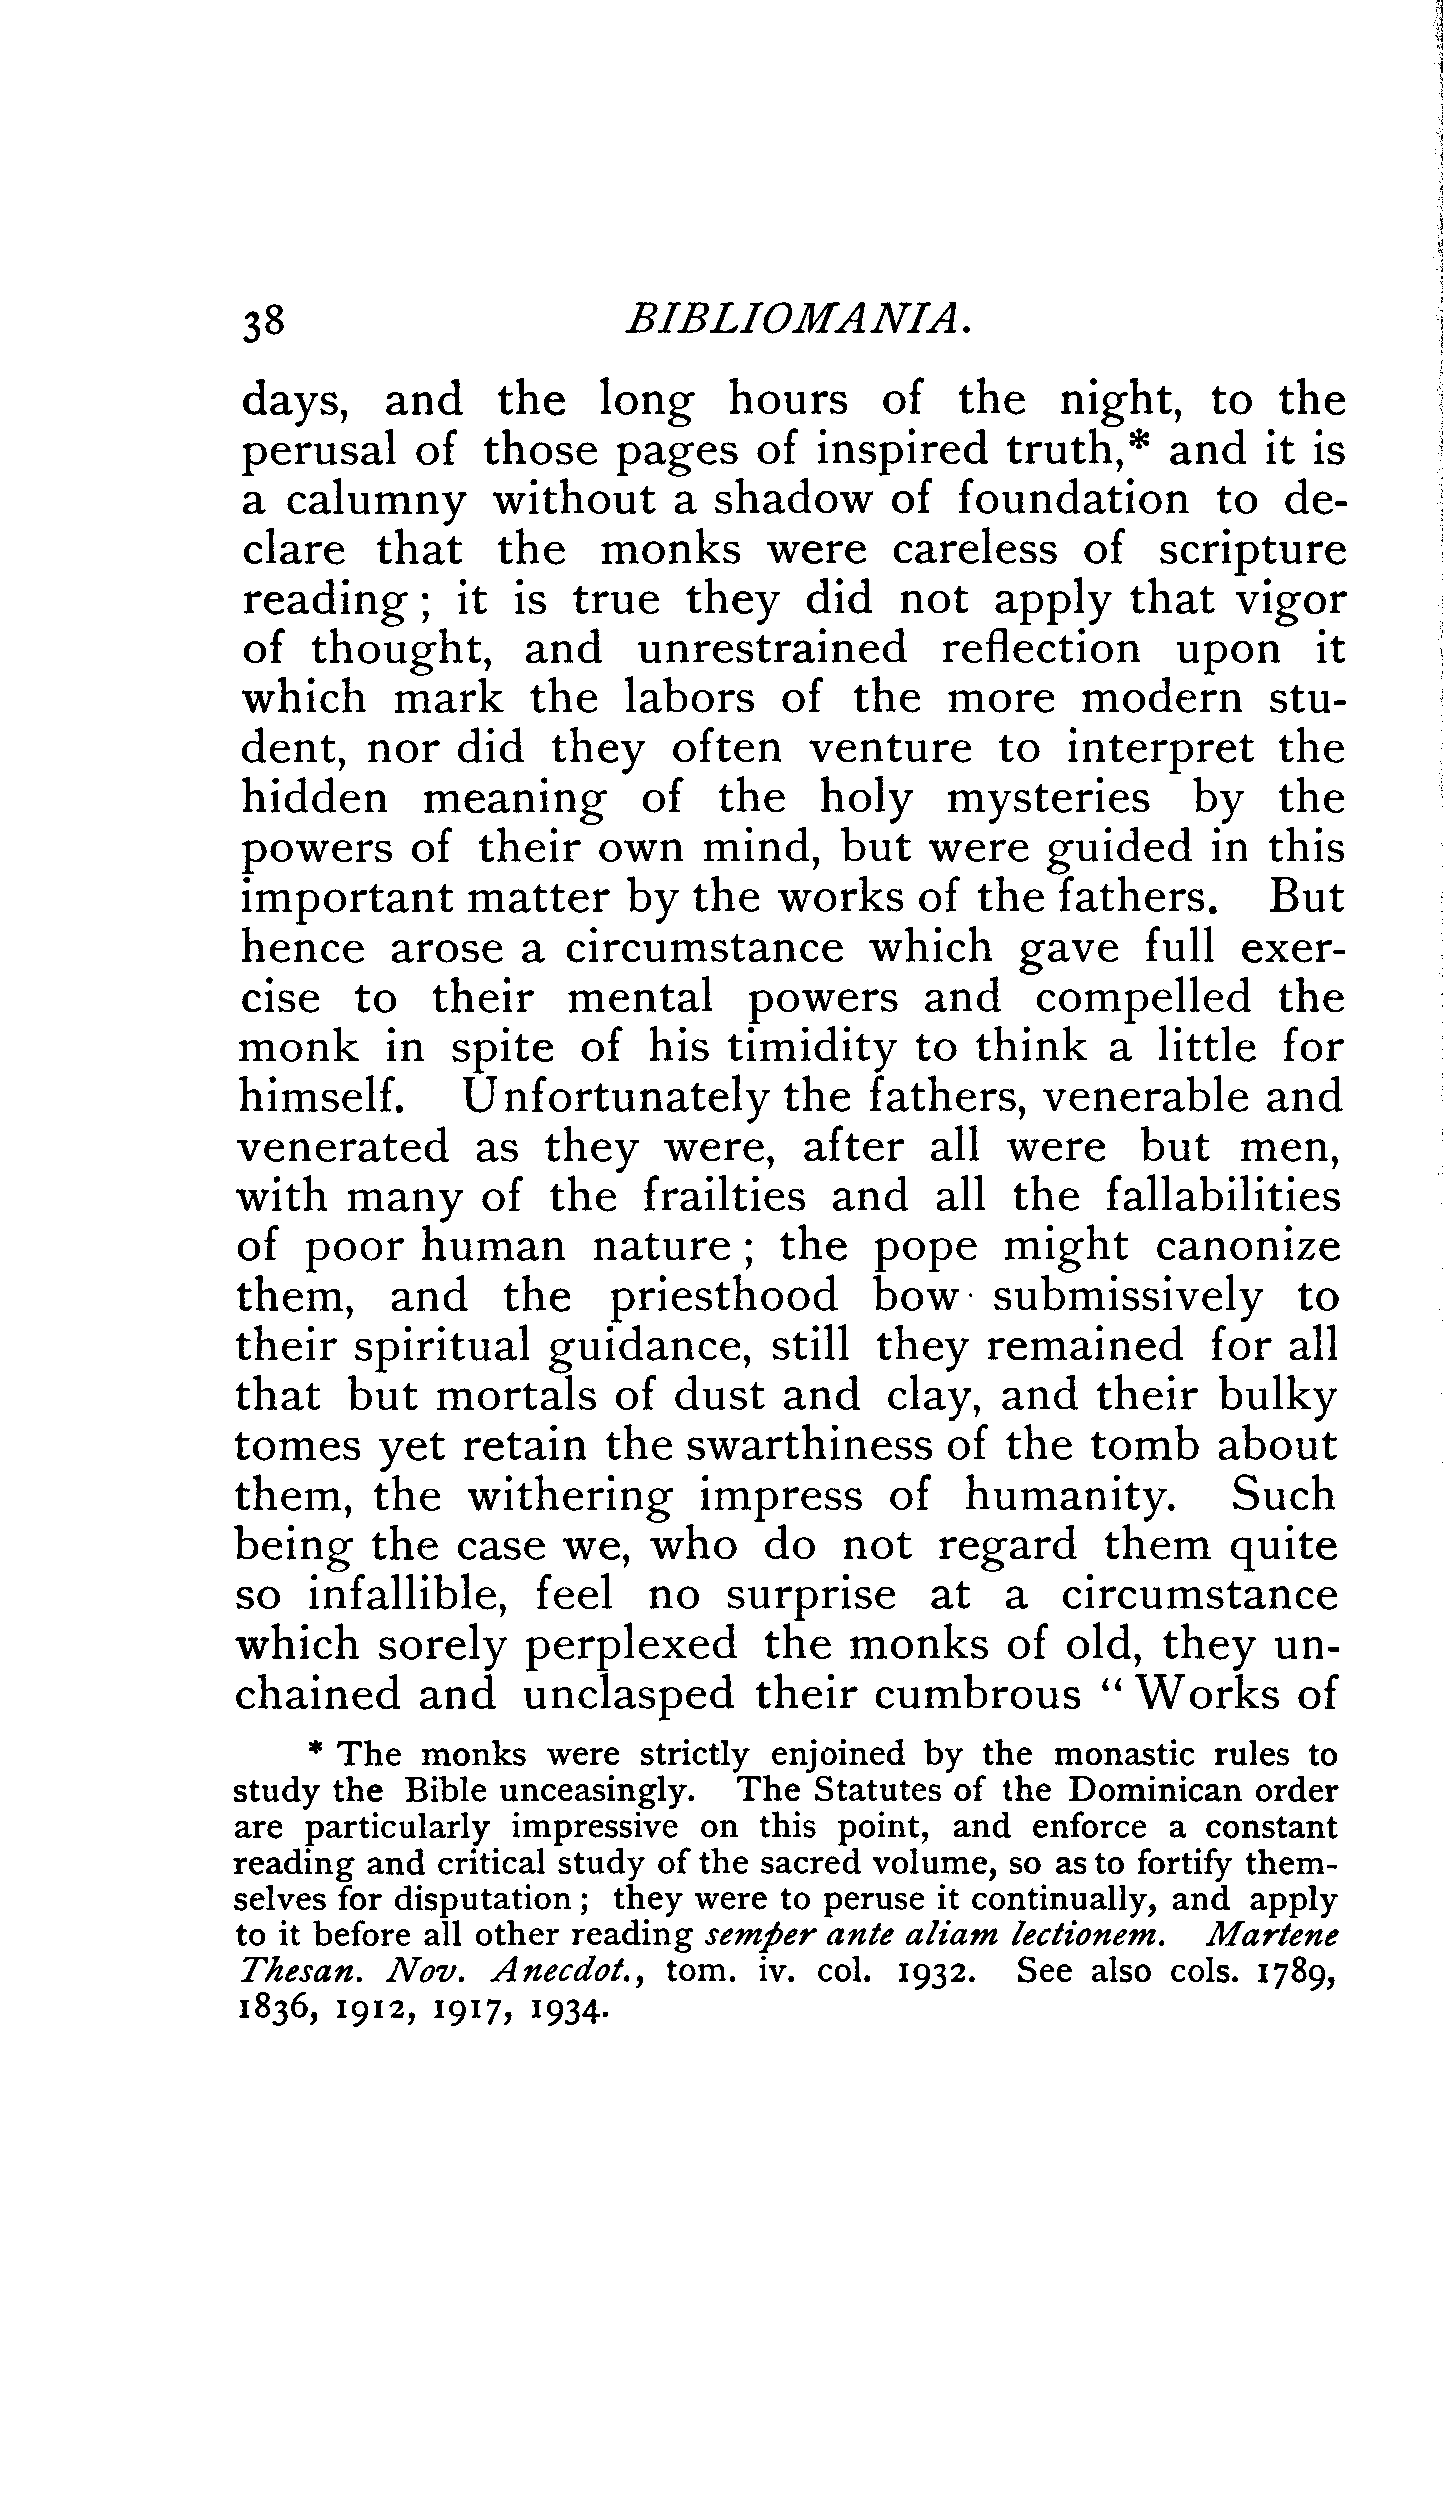 38 BIBLIOMANIA.
days, and the long hours of the night, to the
perusal of those pages of inspired truth,* and it is
a calumny without a shadow of foundation to de-
clare that the monks were careless of scripture
reading ; it is true they did not apply that vigor
of thought, and unrestrained reflection upon it
which mark the labors of the more modern stu-
dent, nor did they often venture to interpret the
hidden meaning of the holy mysteries by the
powers of their own mind, but were guided in this
important matter by the works of the fathers. But
hence arose a circumstance which gave full exer-
cise to their mental powers and compelled the
monk in spite of his timidity to think a little for
himself. Unfortunately the fathers, venerable and
venerated as they were, after all were but men,
with many of the frailties and all the fallabilities
of poor human nature ; the pope might canonize
them, and the priesthood bow submissively to
their spiritual guidance, still they remained for all
that but mortals of dust and clay, and their bulky
tomes yet retain the swarthiness of the tomb about
them, the withering impress of humanity. Such
being the case we, who do not regard them quite
so infallible, feel no surprise at a circumstance
which sorely perplexed the monks of old, they un-
chained and unclasped their cumbrous “ Works of
* The monks were strictly enjoined by the monastic rules to
study the Bible unceasingly. The Statutes of the Dominican order
are particularly impressive on this point, and enforce a constant
reading and critical study of the sacred volume, so as to fortify them-
selves for disputation ; they were to peruse it continually, and apply
to it before all other reading semper ante aliam lectionem. Martene
Thesan. Nov. Anecdot., tom. iv. col. 1932. See also cols. 1789,
1836, 1912, 1917, 1934.